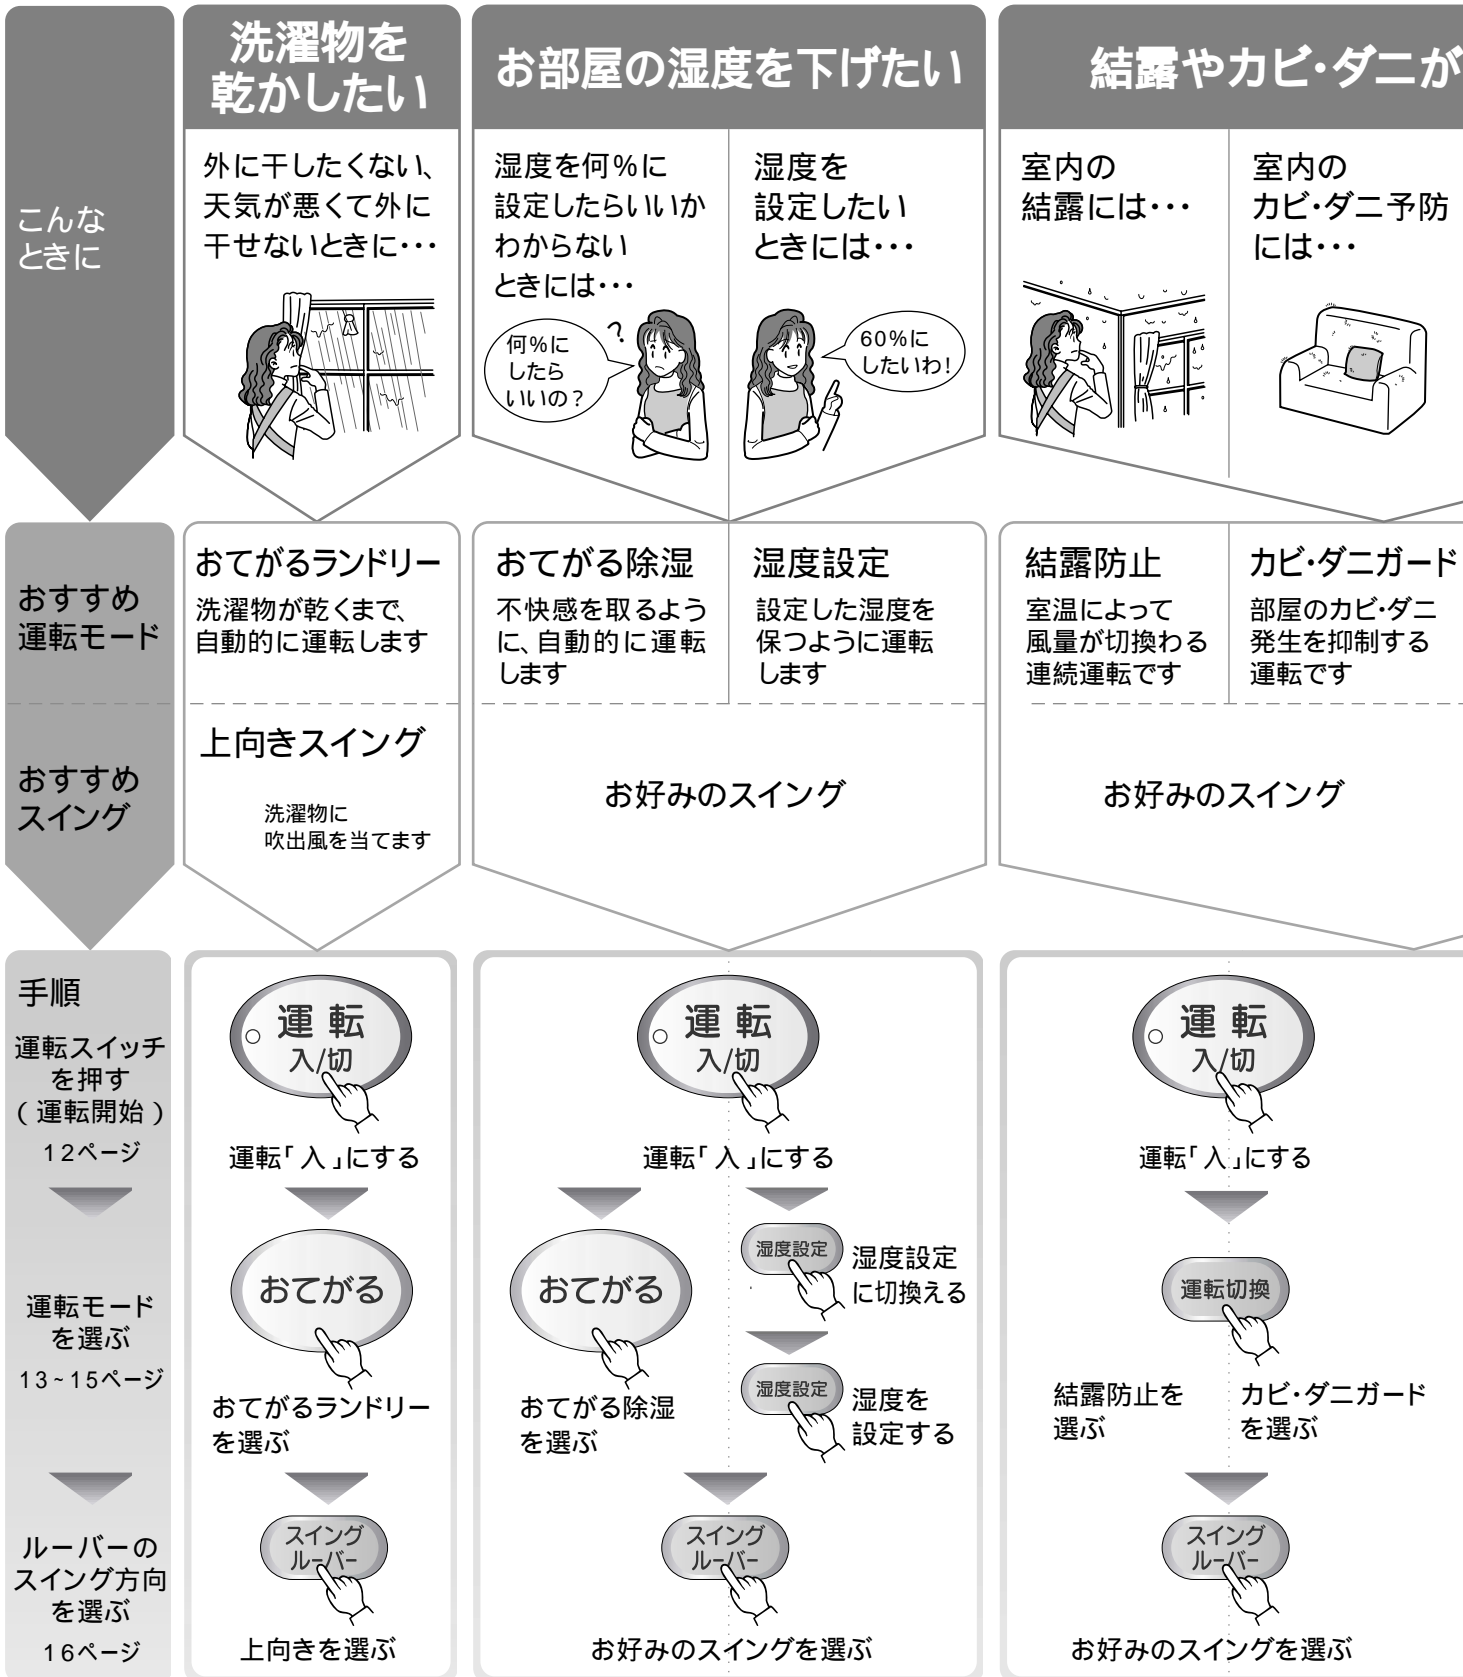 洗濯物を
乾かしたい
お部屋の湿度を下げたい
結露やカビ・ダニが
こんな
ときに
外に干したくない、
天気が悪くて外に
干せないときに・・・
湿度を何%に
設定したらいいか
わからない
ときには・・・
何%に
したら
いいの？
?
湿度を
設定したい
ときには・・・
60%に
したいわ!
室内の
結露には・・・
室内の
カビ・ダニ予防
には・・・
おすすめ
運転モード
おてがるランドリー
洗濯物が乾くまで、
自動的に運転します
おてがる除湿
不快感を取るよう
に、自動的に運転
します
湿度設定
設定した湿度を
保つように運転
します
結露防止
室温によって
風量が切換わる
連続運転です
カビ・ダニガード
部屋のカビ・ダニ
発生を抑制する
運転です
おすすめ
スイング
上向きスイング
洗濯物に
吹出風を当てます
お好みのスイング
お好みのスイング
手順
運転スイッチ
を押す
(運転開始)
12ページ
運転
入/切
運転「入」にする
運転
入/切
運転「入」にする
運転
入/切
運転「入」にする
運転モード
を選ぶ
13~15ページ
おてがる
おてがるランドリー
を選ぶ
おてがる
おてがる除湿
を選ぶ
湿度設定
湿度設定
に切換える
湿度設定
湿度を
設定する
運転切換
結露防止を
選ぶ
カビ・ダニガード
を選ぶ
ルーバーの
スイング方向
を選ぶ
16ページ
スイング
ルーバー
上向きを選ぶ
スイング
ルーバー
お好みのスイングを選ぶ
スイング
ルーバー
お好みのスイングを選ぶ